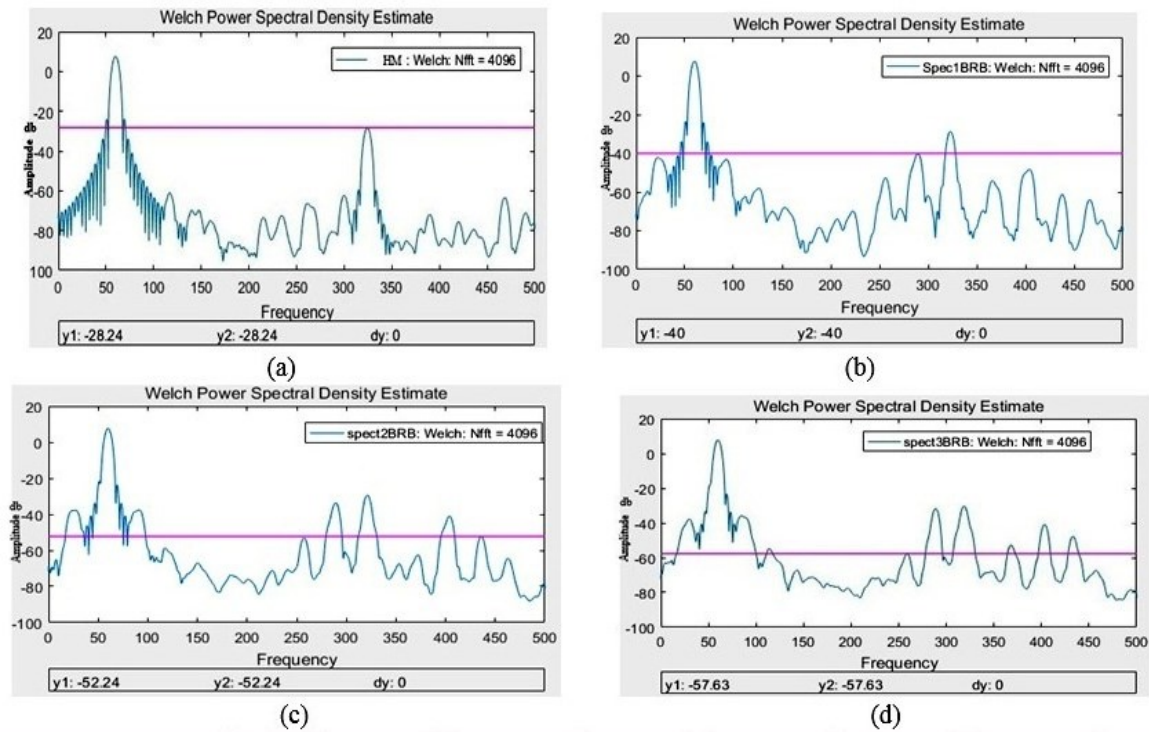 Welch Power Spectral Density Estimate
20
0
-20
-40
-60
-80
100
Amplitude db
HM : Welch: Nfft = 4096
0 50 100 150 200 250 300 350 400 450 500
Frequency
y1: -28.24 y2: -28.24 dy: 0
(a)
Welch Power Spectral Density Estimate
20
0
-20
-40
-60
-80
-100
Amplitude db
Spec1BRB: Welch: Nfft = 4096
0 50 100 150 200 250 300 350 400 450 500
Frequency
y1: -40 y2: -40 dy: 0
(b)
Welch Power Spectral Density Estimate
20
0
-20
-40
-60
-80
-100
Amplitude db
spect2BRB: Welch: Nfft = 4096
0 50 100 150 200 250 300 350 400 450 500
Frequency
y1: -52.24 y2: -52.24 dy: 0
(c)
Welch Power Spectral Density Estimate
20
0
-20
-40
-60
-80
-100
Amplitude db
spect3BRB: Welch: Nfft = 4096
0 50 100 150 200 250 300 350 400 450 500
Frequency
y1: -57.63 y2: -57.63 dy: 0
(d)